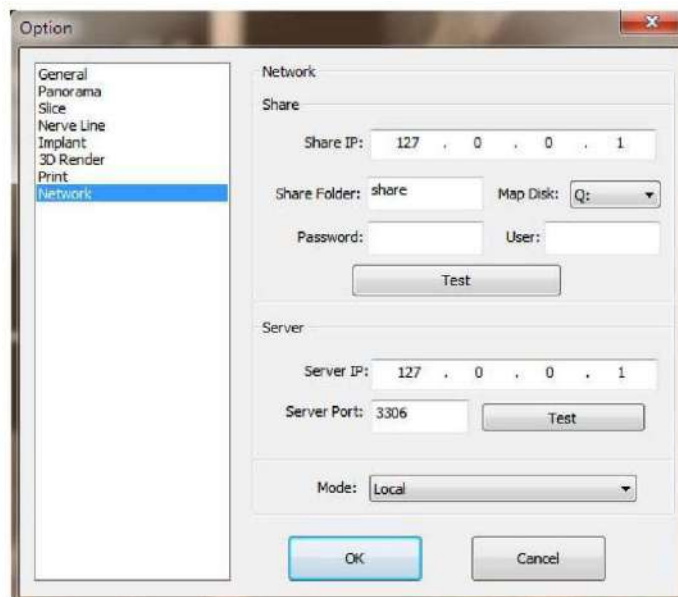 Option
General
Panorama
Slice
Nerve Line
Implant
3D Render
Print
Network
Network
Share
Share IP: 127 . 0 . 0 . 1
Share Folder: share Map Disk: Q:
Password: User:
Test
Server
Server IP: 127 . 0 . 0 . 1
Server Port: 3306 Test
Mode: Local
OK Cancel